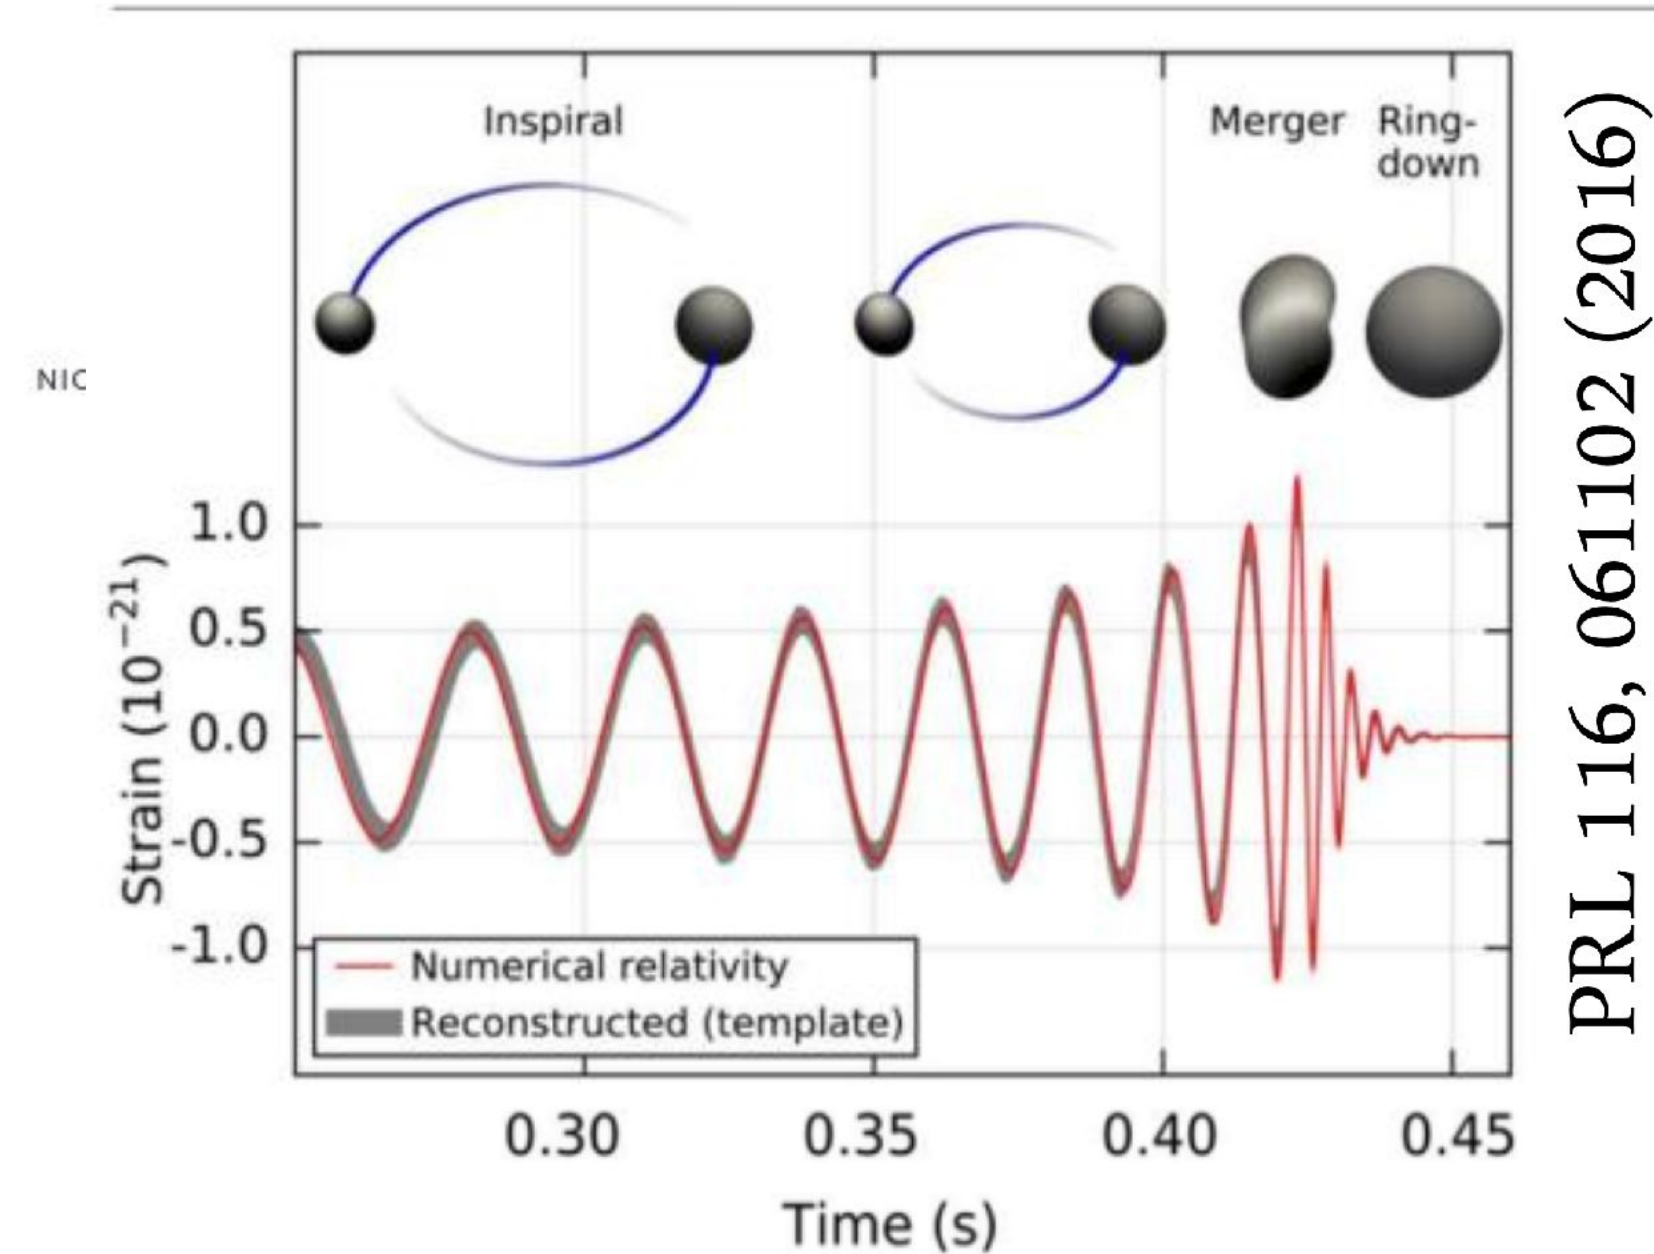 Inspiral
Merger
Ring-
down
NIC
1.0
0.5
0.0
-0.5
-1.0
Strain (10⁻²¹)
Numerical relativity
Reconstructed (template)
0.30 0.35 0.40 0.45
Time (s)
PRL 116, 061102 (2016)